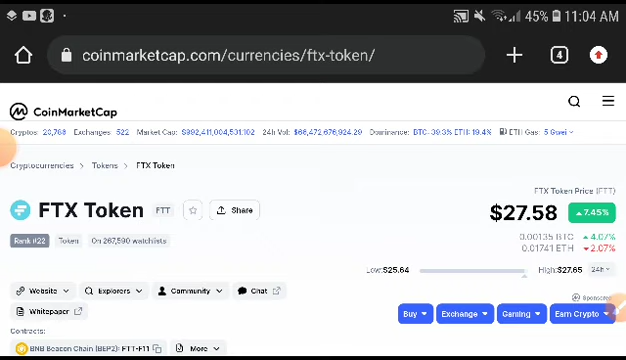 45% 11:04 AM
coinmarketcap.com/currencies/ftx-token/
4
CoinMarketCap
Cryptos: 20,768 Exchanges: 522 Market Cap: $992,411,004,531.102 24h Vol: $66,472,676,924.29 Dominance: BTC: 39.3% ETH: 19.4% ETH Gas: 5 Gwei
Cryptocurrencies > Tokens > FTX Token
FTX Token Price (FTT)
FTX Token FTT Share
$27.58 7.45%
Rank #22 Token On 267,590 watchlists
0.00135 BTC 4.07%
0.01741 ETH 2.07%
Low: $25.64 High: $27.65 24h
Website Explorers Community Chat
Sponsored
Whitepaper
Buy Exchange Gaming Earn Crypto
Contracts:
BNB Beacon Chain (BEP2): FTT-F11 More